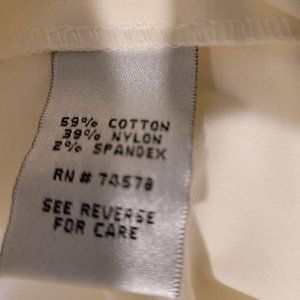 59% COTTON
39% NYLON
2% SPANDEX
RN # 74578
SEE REVERSE
FOR CARE